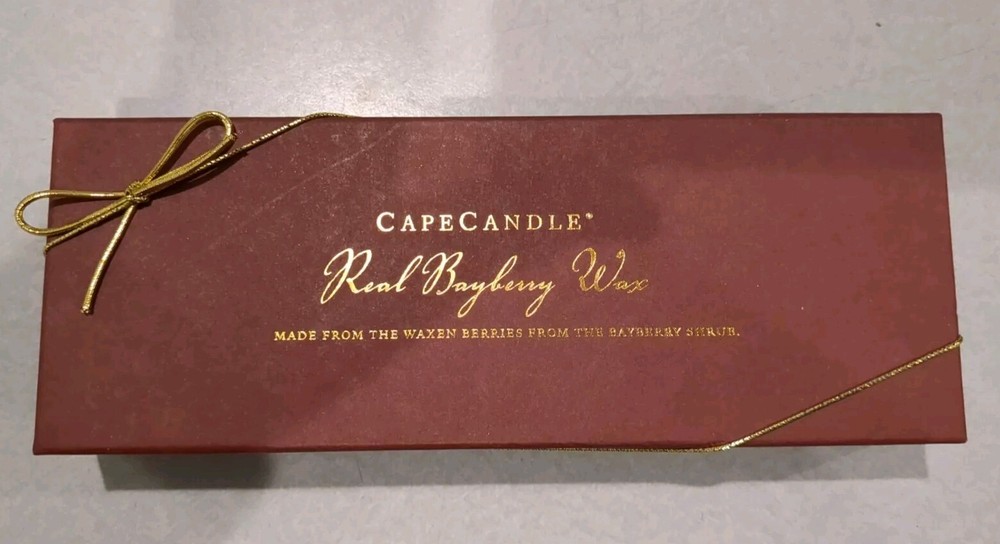 CAPECANDLE®
Real Bayberry Wax
MADE FROM THE WAXEN BERRIES FROM THE BAYBERRY SHRUB.